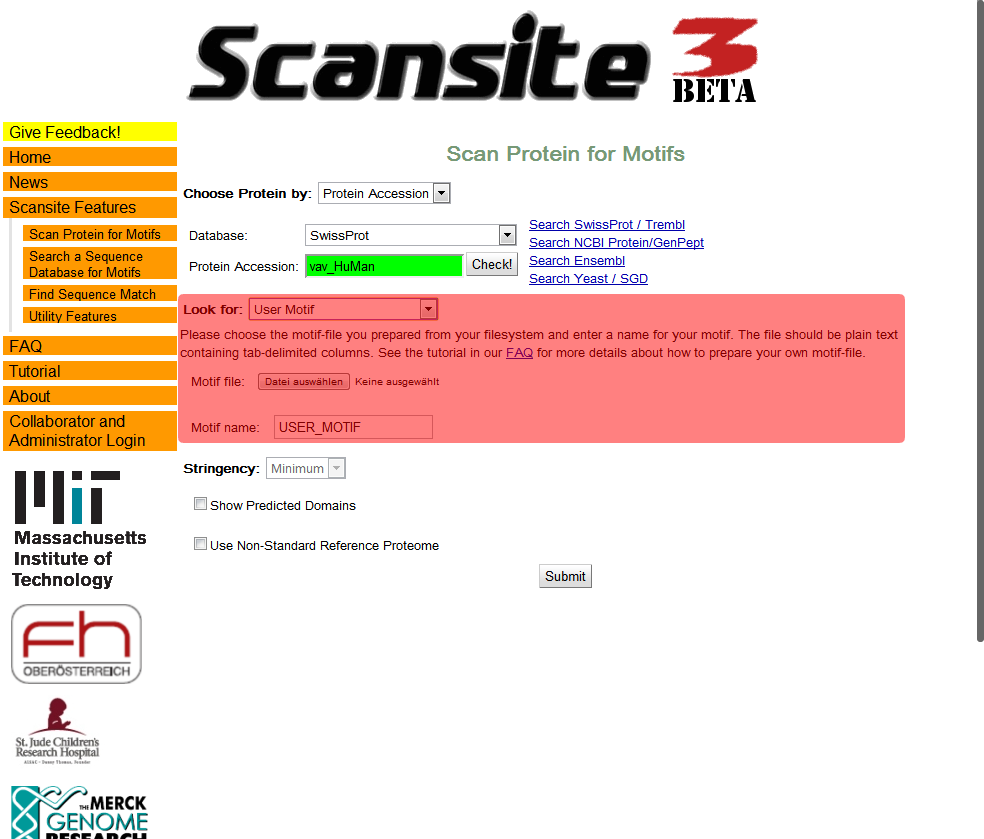 Scansite 3
BETA
Give Feedback!
Home
News
Scansite Features
Scan Protein for Motifs
Search a Sequence
Database for Motifs
Find Sequence Match
Utility Features
FAQ
Tutorial
About
Collaborator and
Administrator Login
Massachusetts
Institute of
Technology
fh
OBERÖSTERREICH
St. Jude Children's
Research Hospital
ALSAC - Danny Thomas, Founder
THE MERCK
GENOME
RESEARCH
Scan Protein for Motifs
Choose Protein by: Protein Accession
Database: SwissProt
Protein Accession: vav_HuMan Check!
Search SwissProt / Trembl
Search NCBI Protein/GenPept
Search Ensembl
Search Yeast / SGD
Look for: User Motif
Please choose the motif-file you prepared from your filesystem and enter a name for your motif. The file should be plain text
containing tab-delimited columns. See the tutorial in our FAQ for more details about how to prepare your own motif-file.
Motif file: Datei auswählen Keine ausgewählt
Motif name: USER_MOTIF
Stringency: Minimum
Show Predicted Domains
Use Non-Standard Reference Proteome
Submit